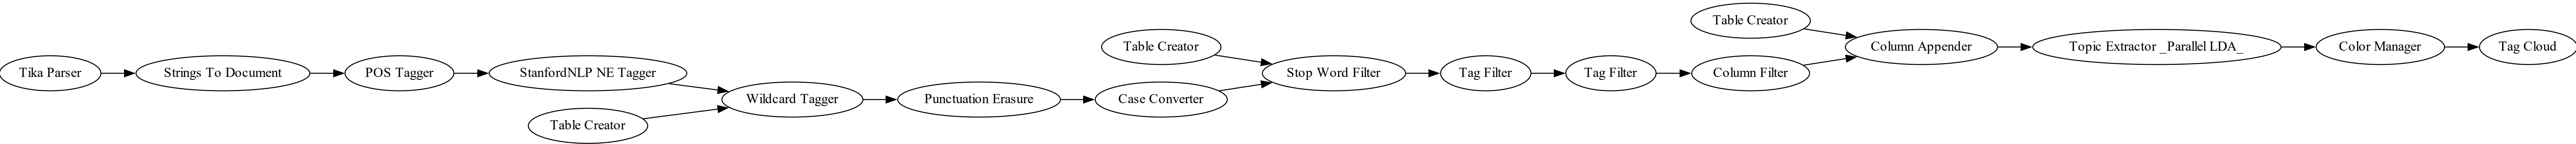 Tika Parser
Strings To Document
POS Tagger
StanfordNLP NE Tagger
Table Creator
Wildcard Tagger
Punctuation Erasure
Table Creator
Case Converter
Stop Word Filter
Tag Filter
Tag Filter
Table Creator
Column Filter
Column Appender
Topic Extractor _Parallel LDA_
Color Manager
Tag Cloud